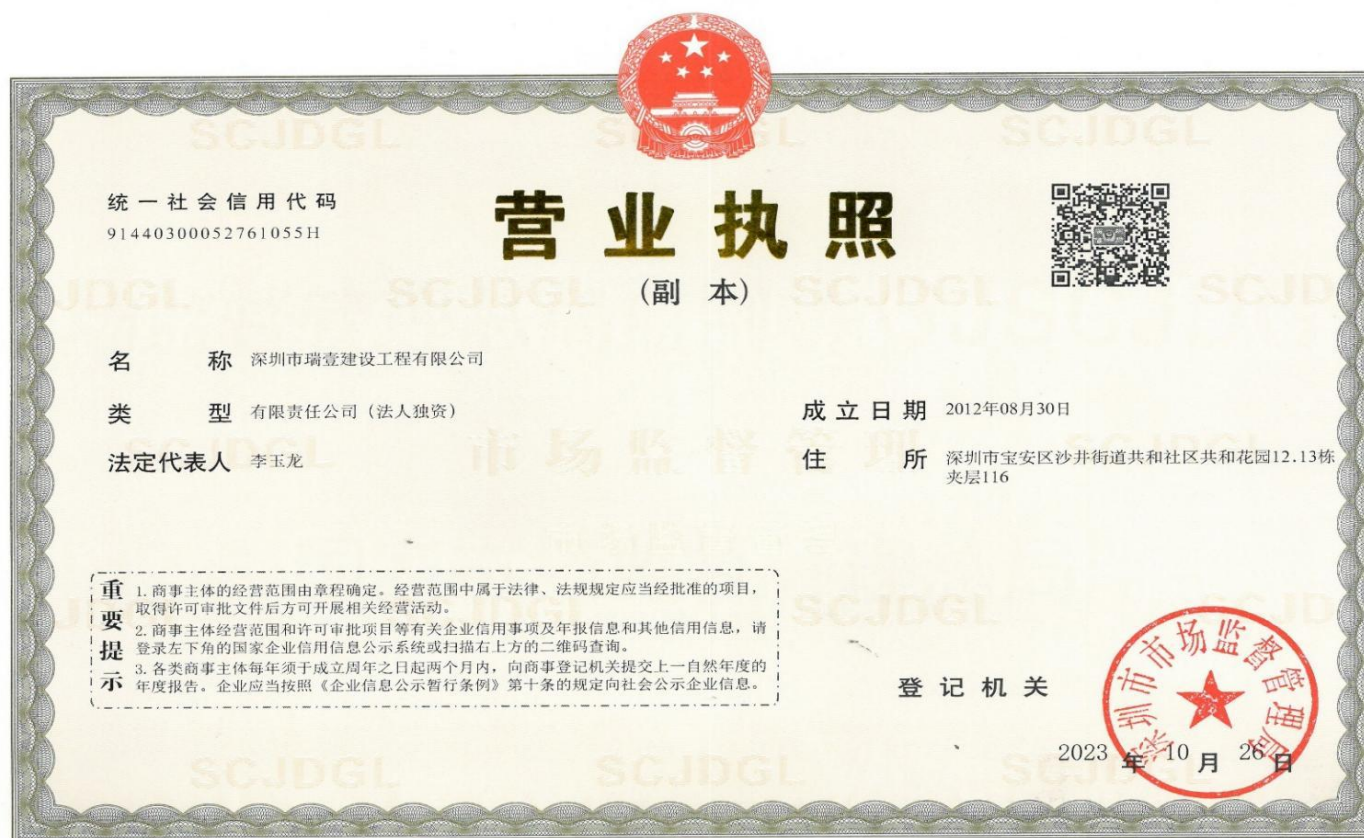 统一社会信用代码
91440300052761055H
营业执照
(副 本)
名 称 深圳市瑞壹建设工程有限公司
类 型 有限责任公司（法人独资）
法定代表人 李玉龙
成立日期 2012年08月30日
住 所 深圳市宝安区沙井街道共和社区共和花园12.13栋
夹层116
重要提示
1. 商事主体的经营范围由章程确定。经营范围中属于法律、法规规定应当经批准的项目，
取得许可审批文件后方可开展相关经营活动。
2. 商事主体经营范围和许可审批项目等有关企业信用事项及年报信息和其他信用信息，请
登录左下角的国家企业信用信息公示系统或扫描右上方的二维码查询。
3. 各类商事主体每年须于成立周年之日起两个月内，向商事登记机关提交上一自然年度的
年度报告。企业应当按照《企业信息公示暂行条例》第十条的规定向社会公示企业信息。
登记机关
深圳市市场监督管理局
2023 年 10 月 26 日
SCJDGL
市场监督管理